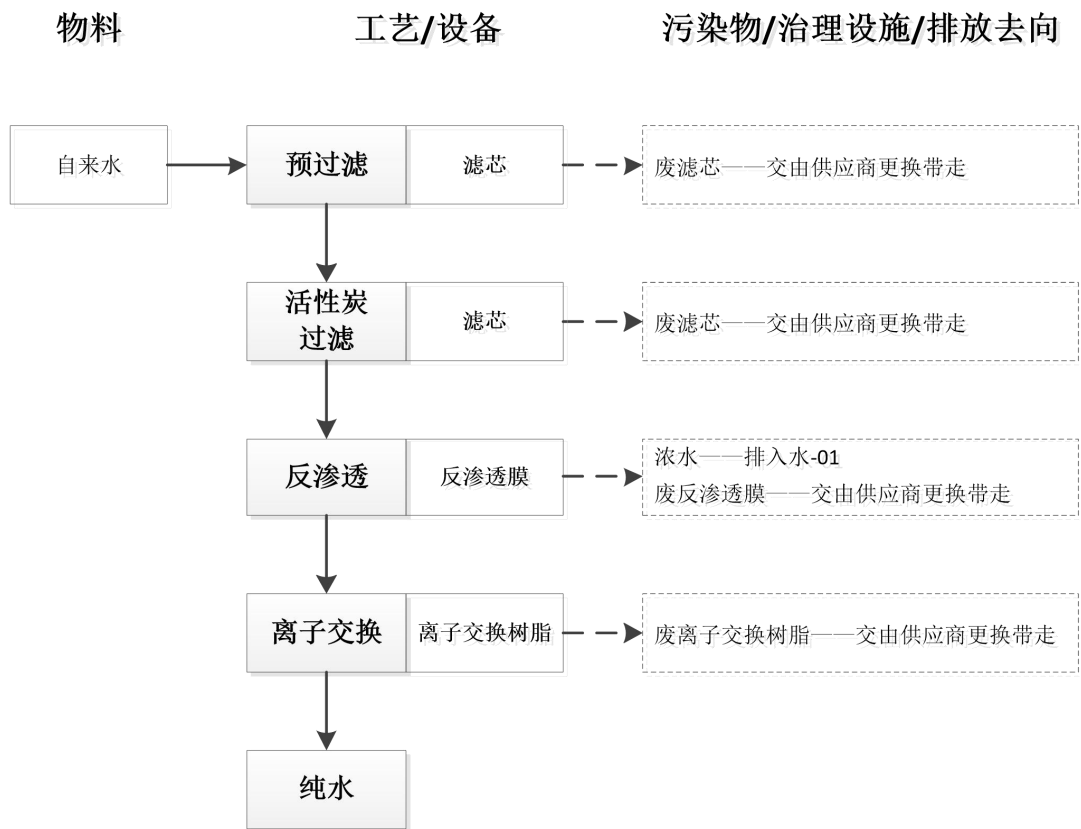 物料
工艺/设备
污染物/治理设施/排放去向
自来水
预过滤
滤芯
废滤芯——交由供应商更换带走
活性炭
过滤
滤芯
废滤芯——交由供应商更换带走
反渗透
反渗透膜
浓水——排入水-01
废反渗透膜——交由供应商更换带走
离子交换
离子交换树脂
废离子交换树脂——交由供应商更换带走
纯水